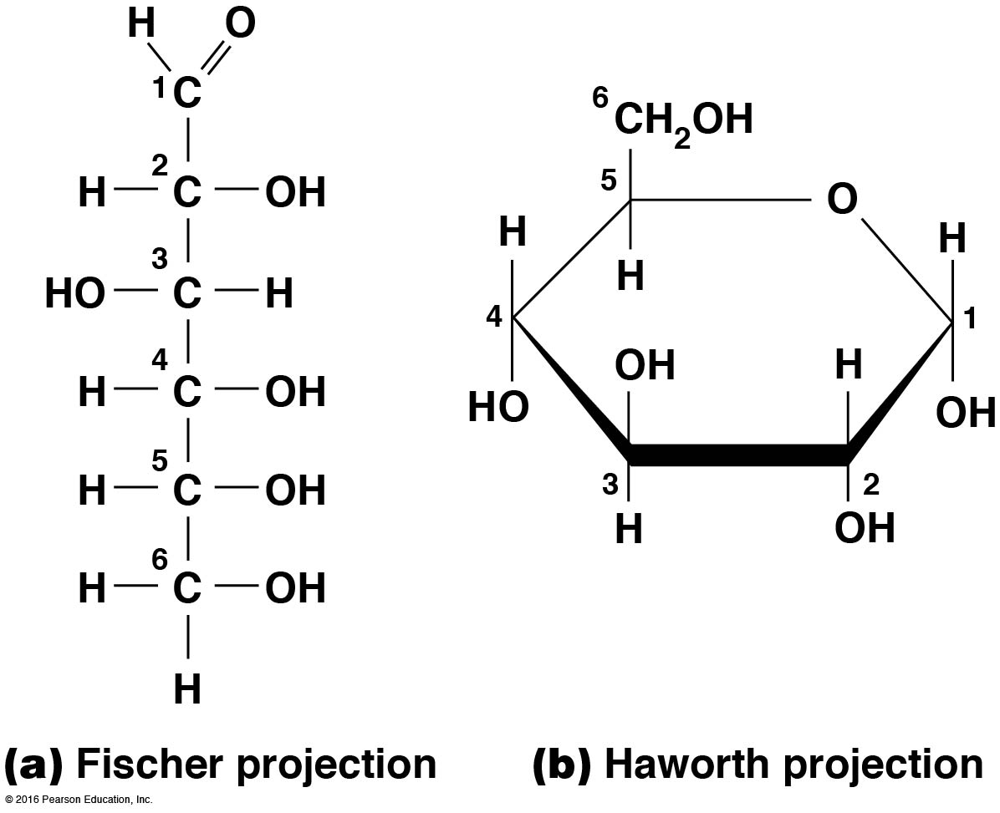 H O
1 C
2
H C OH
3
HO C H
4
H C OH
5
H C OH
6
H C OH
H
6
CH2OH
5
O
H
H
H
4
1
OH
H
HO
OH
3
2
H
OH
(a) Fischer projection
(b) Haworth projection
© 2016 Pearson Education, Inc.